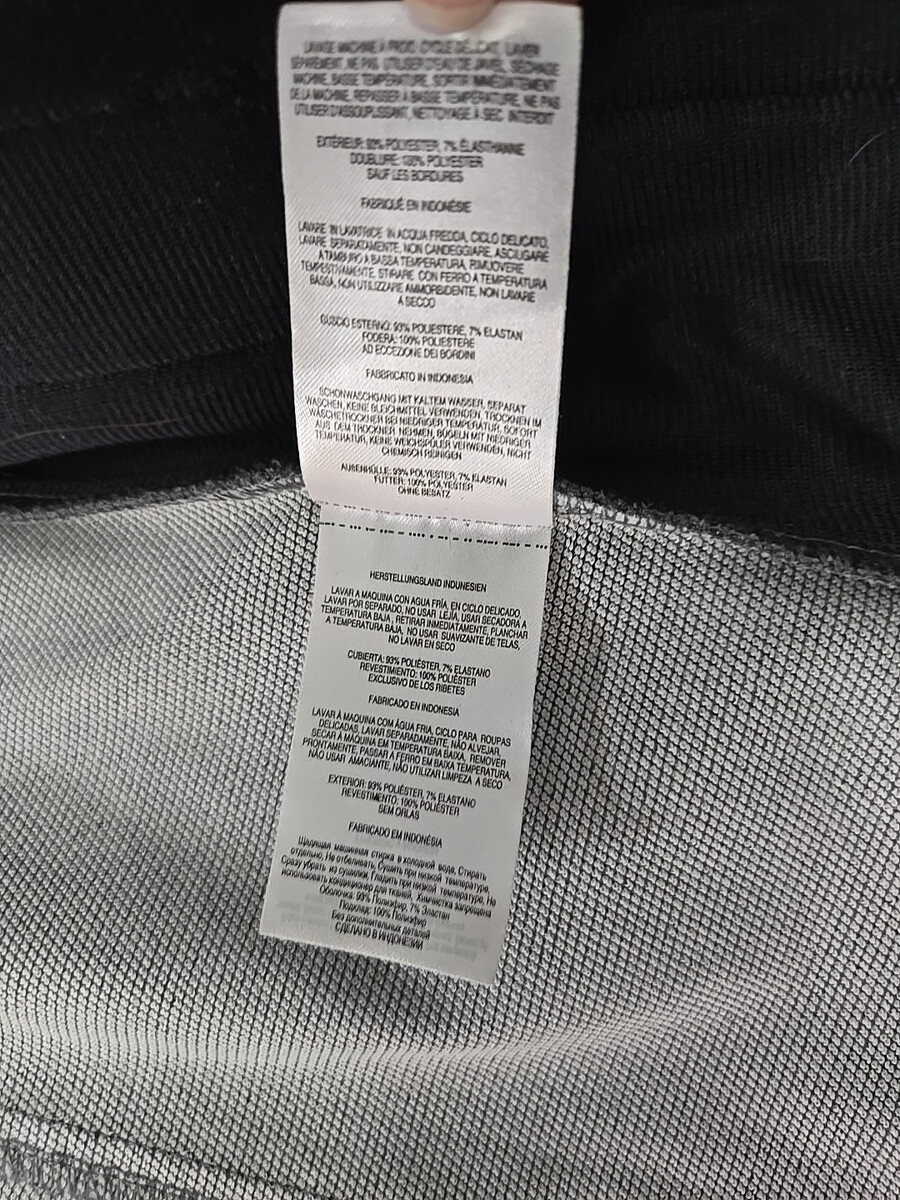 LAVAGE MACHINE À FROID, CYCLE DÉLICAT, LAVER
SÉPAREMENT, NE PAS UTILISER D'EAU DE JAVEL, SÉCHAGE
MACHINE, BASSE TEMPÉRATURE, SORTIR IMMÉDIATEMENT
DE LA MACHINE, REPASSER À BASSE TEMPÉRATURE, NE PAS
UTILISER D'ASSOUPLISSANT, NETTOYAGE À SEC INTERDIT
EXTÉRIEUR: 93% POLYESTER, 7% ÉLASTHANNE
DOUBLURE: 100% POLYESTER
SAUF LES BORDURES
FABRIQUÉ EN INDONÉSIE
LAVARE IN LAVATRICE IN ACQUA FREDDA, CICLO DELICATO,
LAVARE SEPARATAMENTE, NON CANDEGGIARE, ASCIUGARE
A TAMBURO A BASSA TEMPERATURA, RIMUOVERE
TEMPESTIVAMENTE, STIRARE CON FERRO A TEMPERATURA
BASSA, NON UTILIZZARE AMMORBIDENTE, NON LAVARE
A SECCO
GUSCIO ESTERNO: 93% POLIESTERE, 7% ELASTAN
FODERA: 100% POLIESTERE
AD ECCEZIONE DEI BORDINI
FABBRICATO IN INDONESIA
SCHONWASCHGANG MIT KALTEM WASSER, SEPARAT
WASCHEN, KEINE BLEICHMITTEL VERWENDEN, TROCKNEN IM
WÄSCHETROCKNER BEI NIEDRIGER TEMPERATUR, SOFORT
AUS DEM TROCKNER NEHMEN, BÜGELN MIT NIEDRIGER
TEMPERATUR, KEINE WEICHSPÜLER VERWENDEN, NICHT
CHEMISCH REINIGEN
AUßENHÜLLE: 93% POLYESTER, 7% ELASTAN
FUTTER: 100% POLYESTER
OHNE BESATZ
HERSTELLUNGSLAND INDUNESIEN
LAVAR A MAQUINA CON AGUA FRÍA, EN CICLO DELICADO,
LAVAR POR SEPARADO, NO USAR LEJÍA, USAR SECADORA A
TEMPERATURA BAJA, RETIRAR INMEDIATAMENTE, PLANCHAR
A TEMPERATURA BAJA, NO USAR SUAVIZANTE DE TELAS,
NO LAVAR EN SECO
CUBIERTA: 93% POLIÉSTER, 7% ELASTANO
REVESTIMIENTO: 100% POLIÉSTER
EXCLUSIVO DE LOS RIBETES
FABRICADO EN INDONESIA
LAVAR À MAQUINA COM ÁGUA FRIA, CICLO PARA ROUPAS
DELICADAS, LAVAR SEPARADAMENTE, NÃO ALVEJAR,
SECAR À MÁQUINA EM TEMPERATURA BAIXA, REMOVER
PRONTAMENTE, PASSAR A FERRO EM BAIXA TEMPERATURA,
NÃO USAR AMACIANTE, NÃO UTILIZAR LIMPEZA A SECO
EXTERIOR: 93% POLIÉSTER, 7% ELASTANO
REVESTIMENTO: 100% POLIÉSTER
SEM ORLAS
FABRICADO EM INDONÉSIA
Щадящая машинная стирка в холодной воде, Стирать
отдельно, Не отбеливать, Сушить при низкой температуре,
Сразу убрать из сушилки, Гладить при низкой температуре, Не
использовать кондиционер для тканей, Химчистка запрещена
Оболочка: 93% Полиэфир, 7% Эластан
Подклад: 100% Полиэфир
Без дополнительных деталей
СДЕЛАНО В ИНДОНЕЗИИ